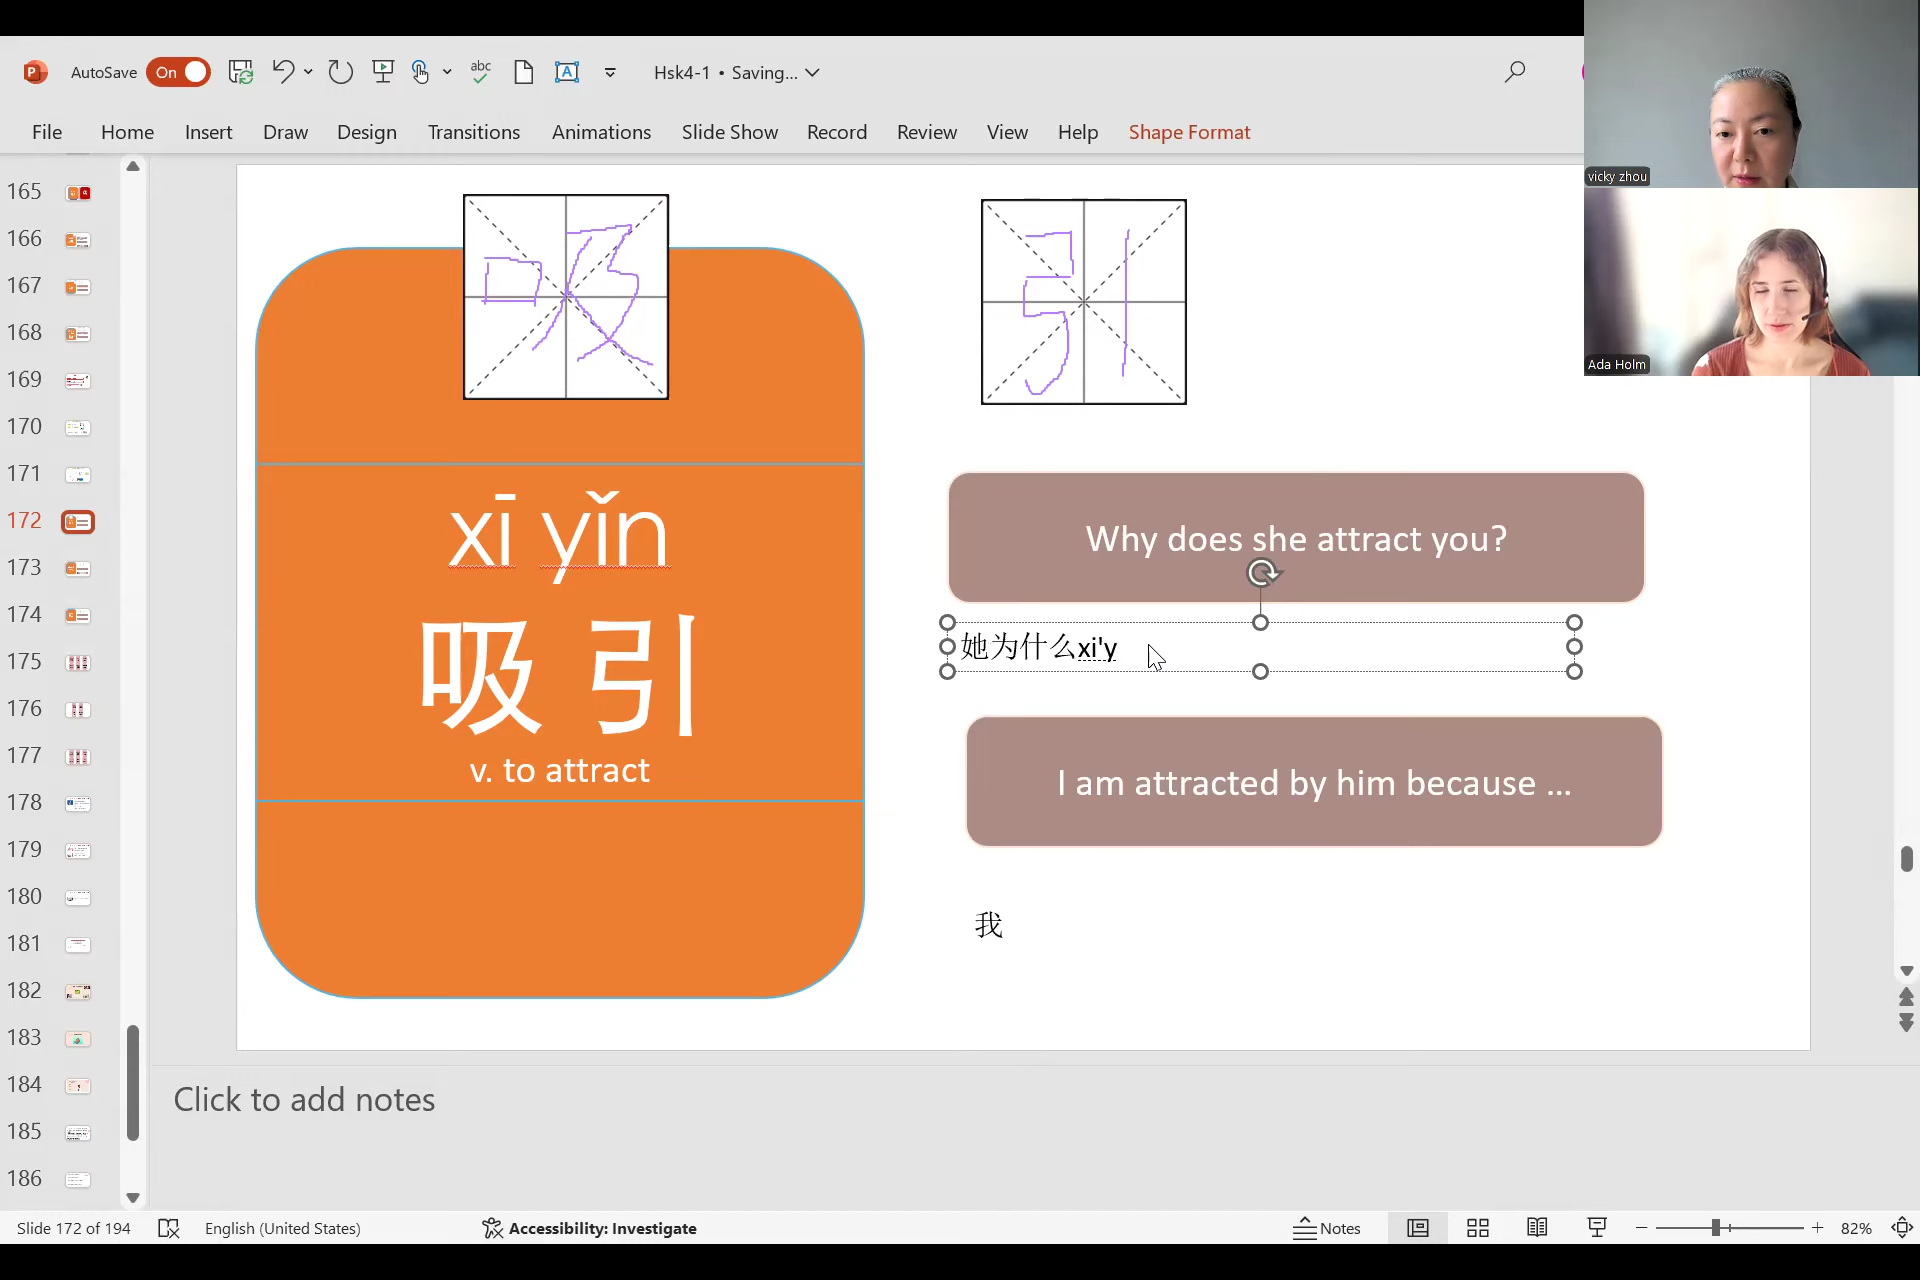 AutoSave On abc A Hsk4-1 • Saving...
vicky zhou
File Home Insert Draw Design Transitions Animations Slide Show Record Review View Help Shape Format
Ada Holm
165
166
167
168
169
170
171
172
173
174
175
176
177
178
179
180
181
182
183
184
185
186
吸
引
xī yǐn
吸 引
v. to attract
Why does she attract you?
她为什么xi'y
I am attracted by him because ...
我
Click to add notes
Slide 172 of 194 English (United States) Accessibility: Investigate Notes 82%